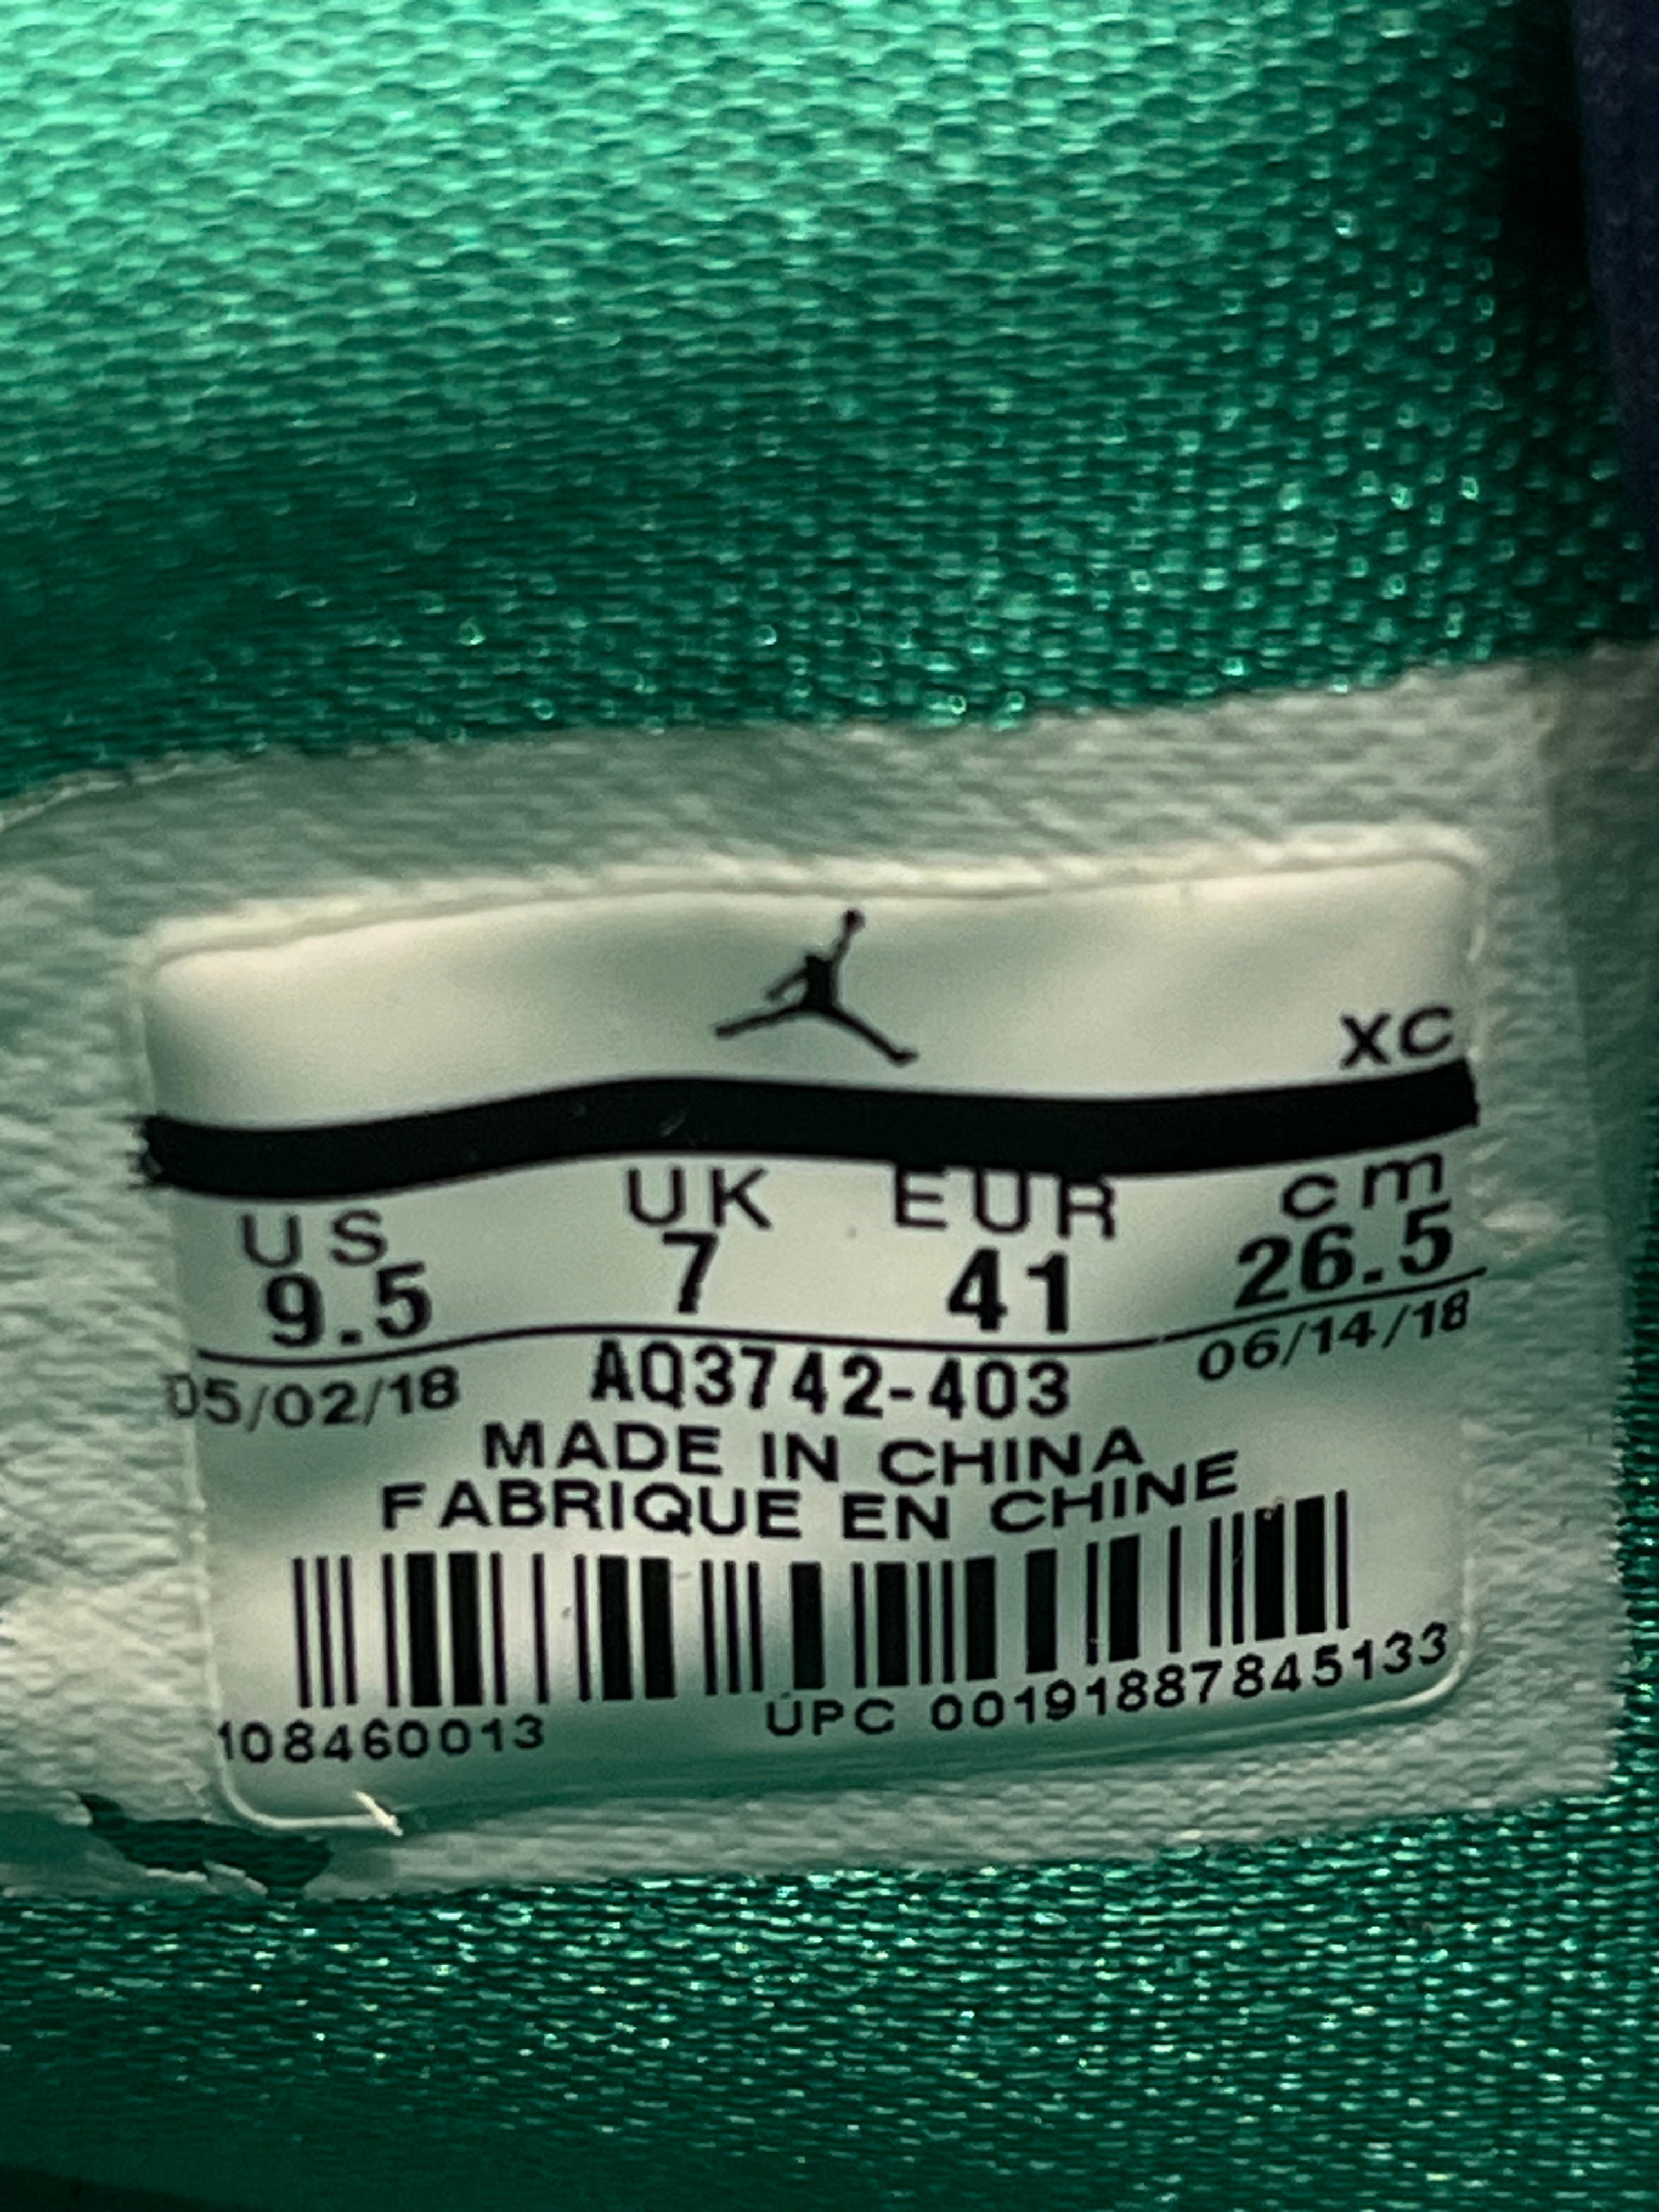 XC
US UK EUR cm
9.5 7 41 26.5
05/02/18 AQ3742-403 06/14/18
MADE IN CHINA
FABRIQUE EN CHINE
108460013 UPC 00191887845133